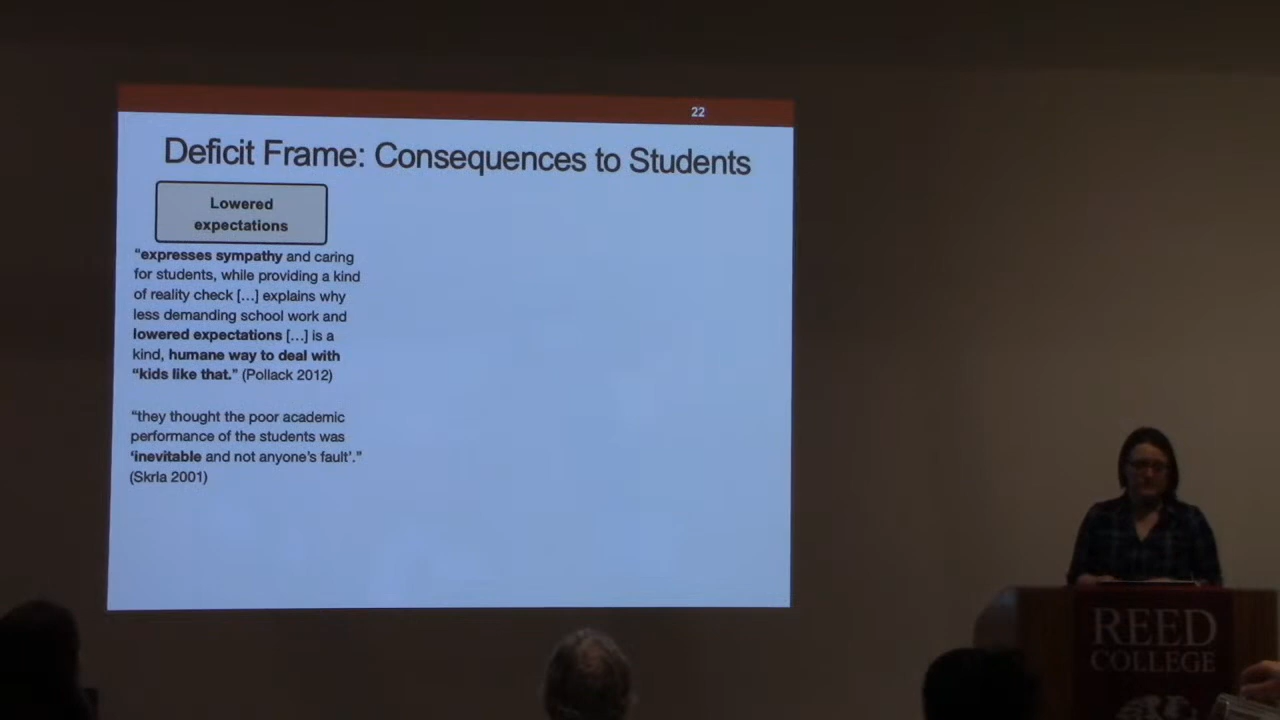 22
Deficit Frame: Consequences to Students
Lowered
expectations
“expresses sympathy and caring
for students, while providing a kind
of reality check [...] explains why
less demanding school work and
lowered expectations [...] is a
kind, humane way to deal with
“kids like that.” (Pollack 2012)
“they thought the poor academic
performance of the students was
‘inevitable and not anyone’s fault’.”
(Skrla 2001)
REED
COLLEGE